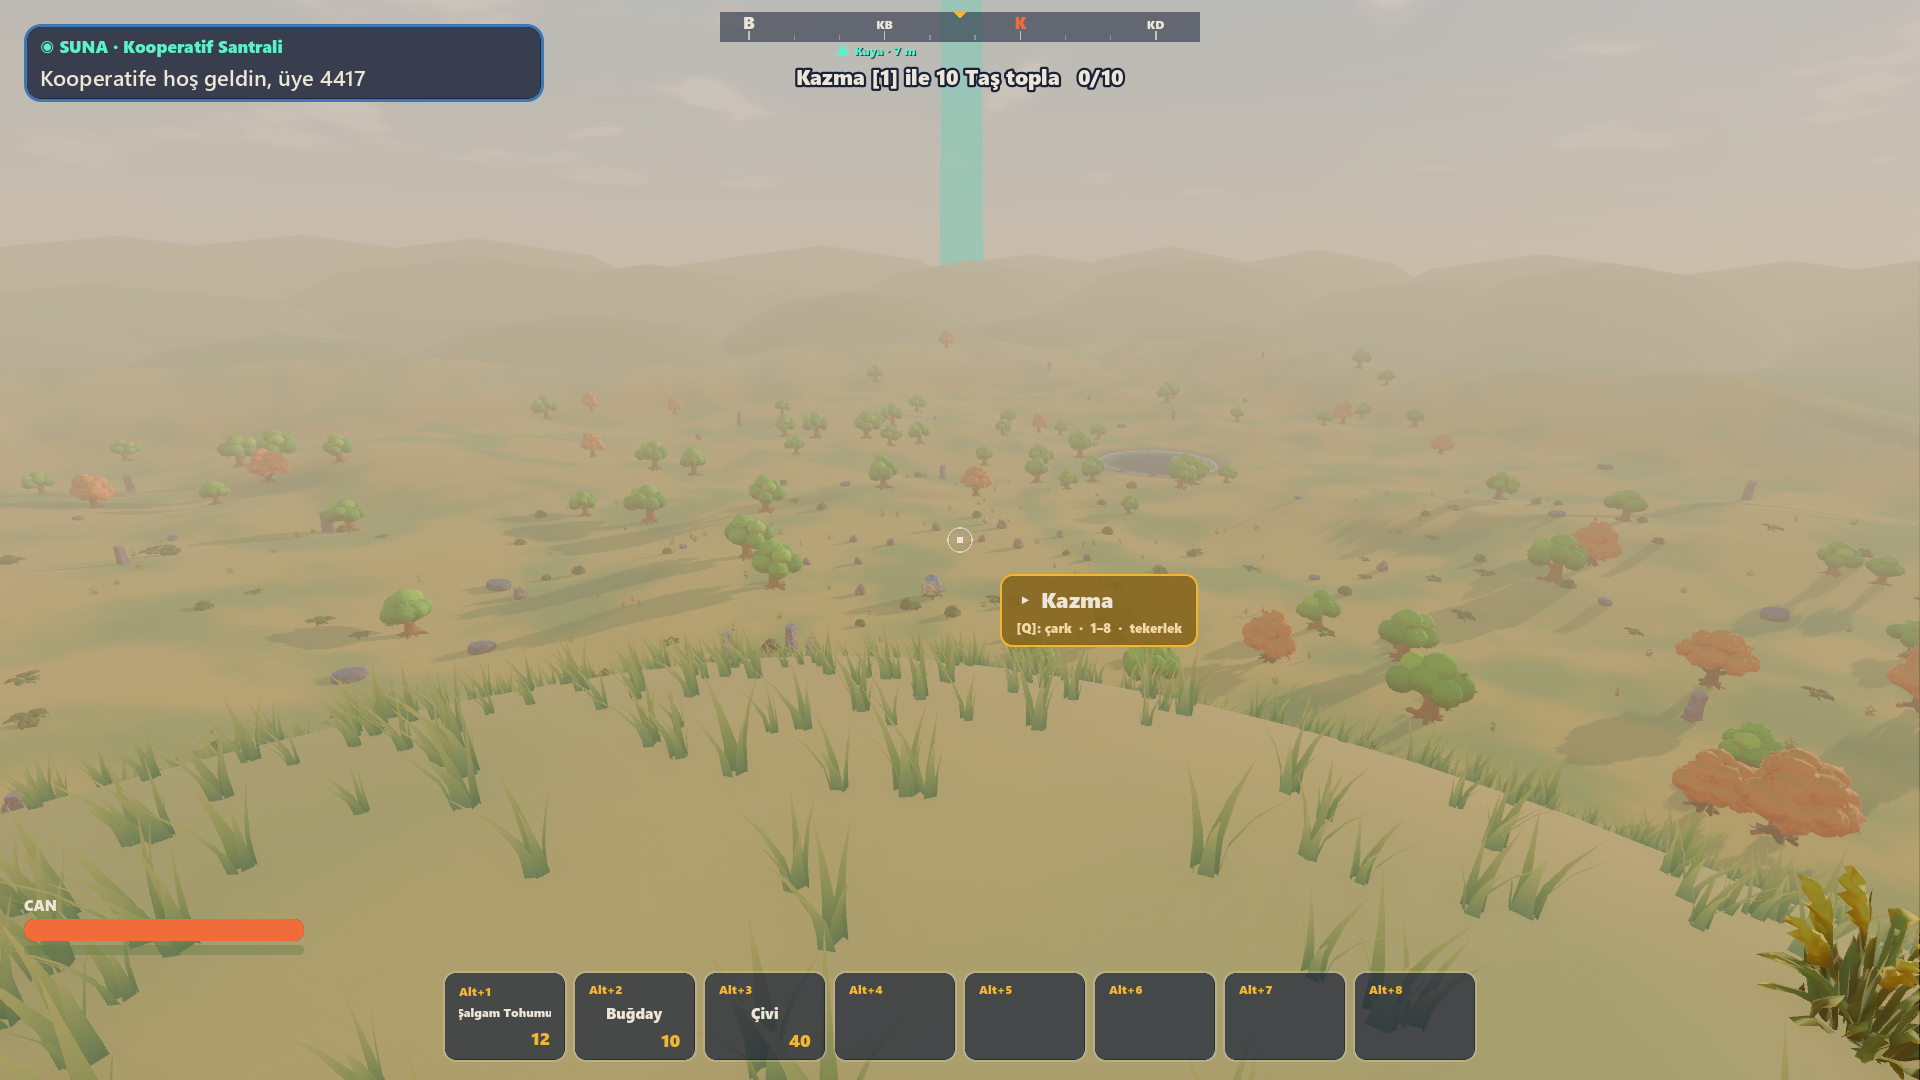 ◉ SUNA · Kooperatif Santrali
Kooperatife hoş geldin, üye 4417
B KB K KD
Kaya · 7 m
Kazma [1] ile 10 Taş topla 0/10
▸ Kazma
[Q]: çark · 1–8 · tekerlek
CAN
Alt+1 Alt+2 Alt+3 Alt+4 Alt+5 Alt+6 Alt+7 Alt+8
Şalgam Tohumu Buğday Çivi
12 10 40